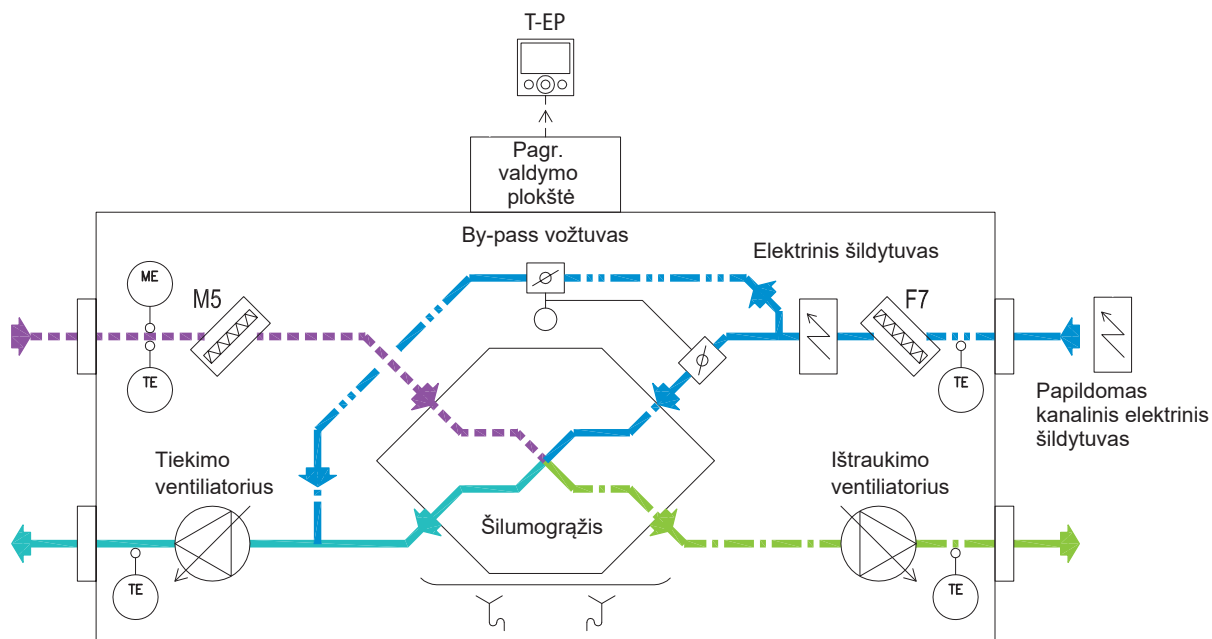 T-EP
Pagr.
valdymo
plokštė
By-pass vožtuvas
Elektrinis šildytuvas
ME
M5
F7
TE
TE
Papildomas
kanalinis elektrinis
šildytuvas
Tiekimo
ventiliatorius
Ištraukimo
ventiliatorius
Šilumogrąžis
TE
TE